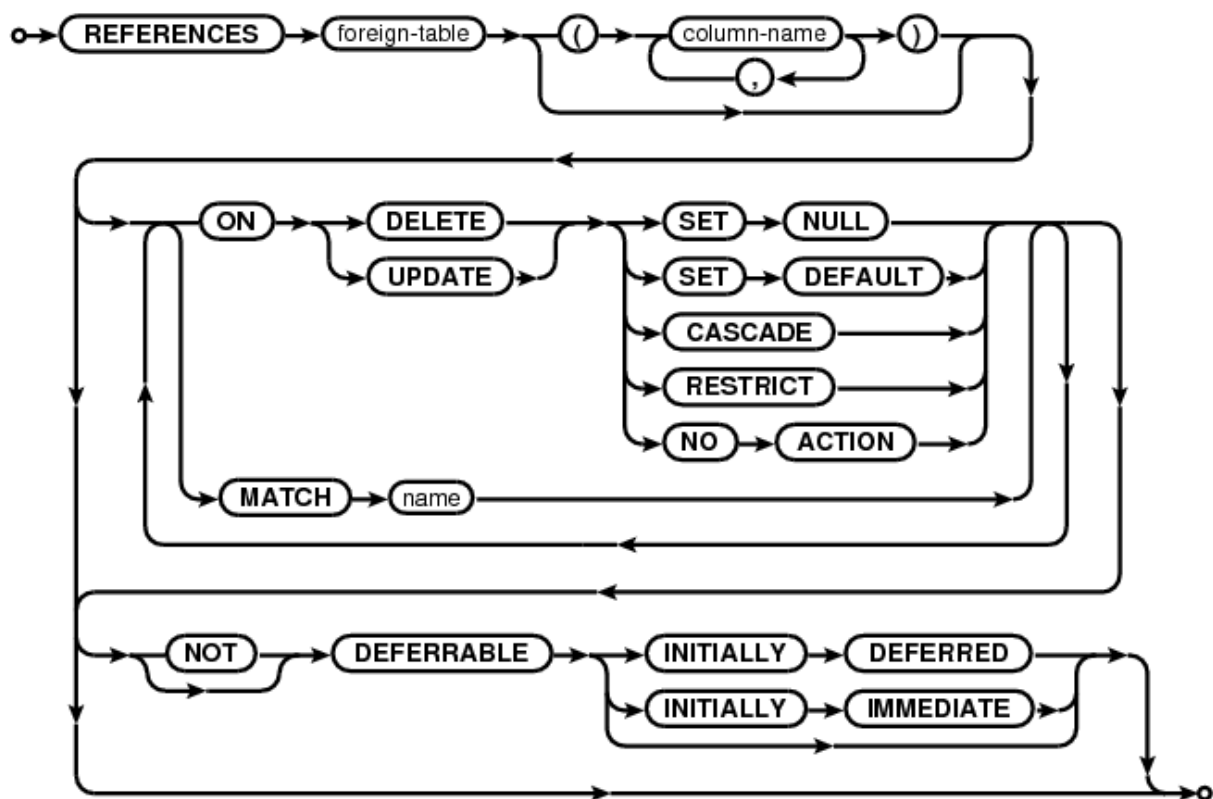 REFERENCES foreign-table ( column-name )
,
ON DELETE SET NULL
UPDATE SET DEFAULT
CASCADE
RESTRICT
NO ACTION
MATCH name
NOT DEFERRABLE INITIALLY DEFERRED
INITIALLY IMMEDIATE